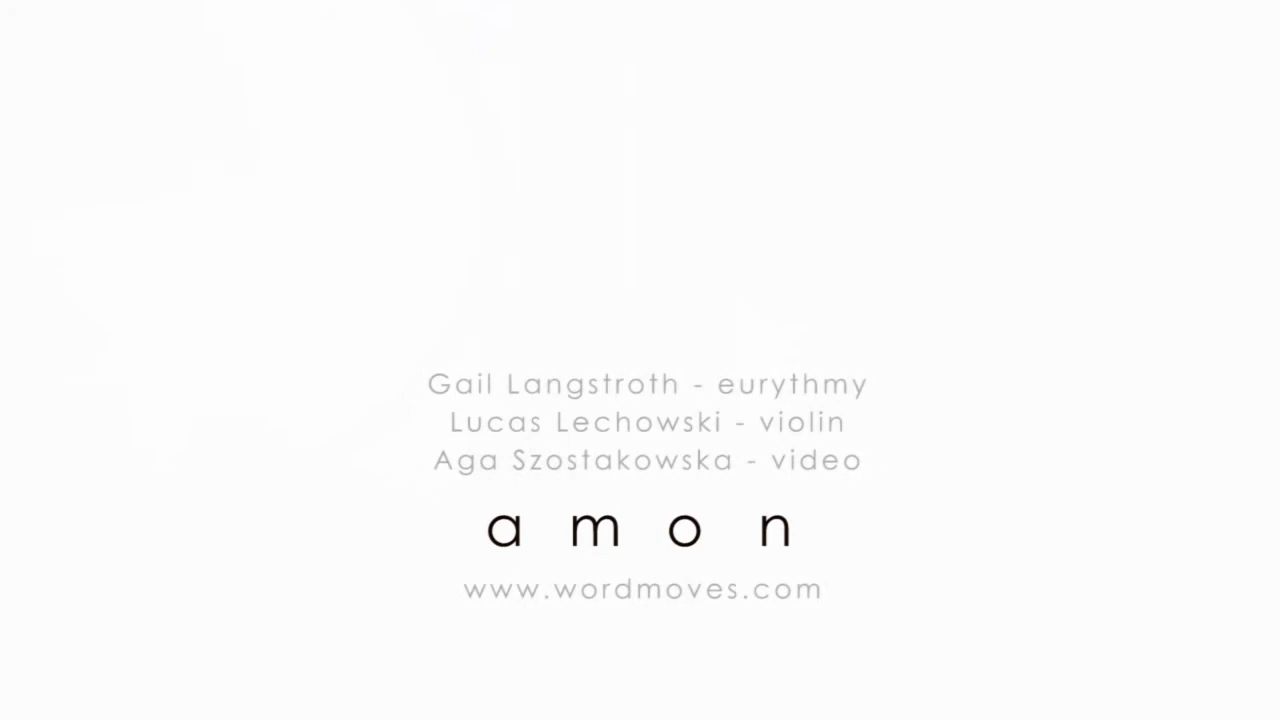 Gail Langstroth - eurythmy
Lucas Lechowski - violin
Aga Szostakowska - video
a m o n
www.wordmoves.com